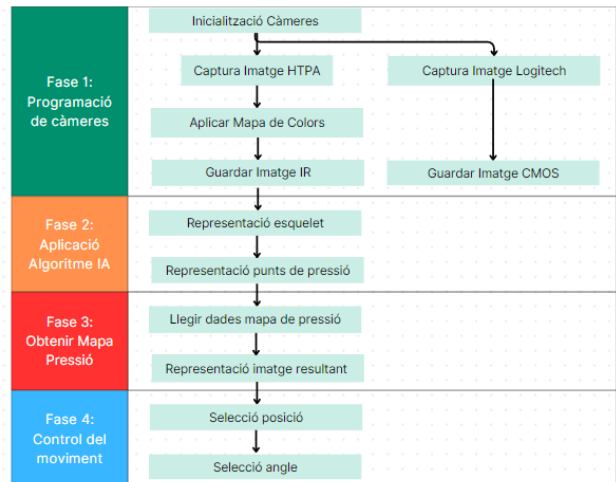 Fase 1:
Programació
de càmeres
Inicialització Càmeres
Captura Imatge HTPA
Captura Imatge Logitech
Aplicar Mapa de Colors
Guardar Imatge IR
Guardar Imatge CMOS
Fase 2:
Aplicació
Algorítme IA
Representació esquelet
Representació punts de pressió
Fase 3:
Obtenir Mapa
Pressió
Llegir dades mapa de pressió
Representació imatge resultant
Fase 4:
Control del
moviment
Selecció posició
Selecció angle